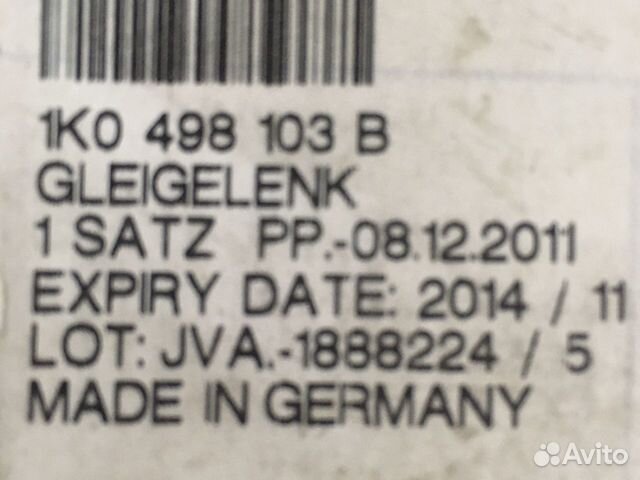 1K0 498 103 B
GLEIGELENK
1 SATZ PP.-08.12.2011
EXPIRY DATE: 2014 / 11
LOT: JVA.-1888224 / 5
MADE IN GERMANY
Avito